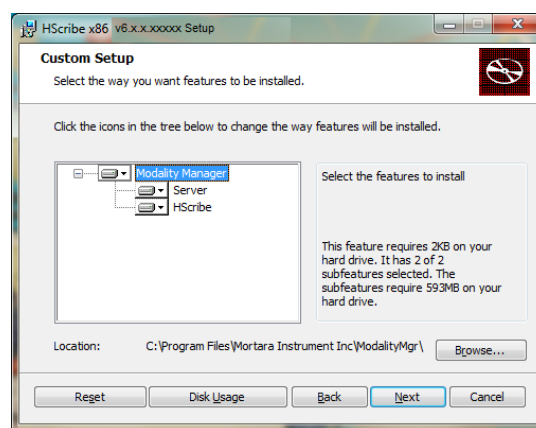 HScribe x86 v6.x.x.xxxxx Setup
Custom Setup
Select the way you want features to be installed.
Click the icons in the tree below to change the way features will be installed.
Modality Manager
Server
HScribe
Select the features to install
This feature requires 2KB on your
hard drive. It has 2 of 2
subfeatures selected. The
subfeatures require 593MB on your
hard drive.
Location: C:\Program Files\Mortara Instrument Inc\ModalityMgr\ Browse...
Reset Disk Usage Back Next Cancel